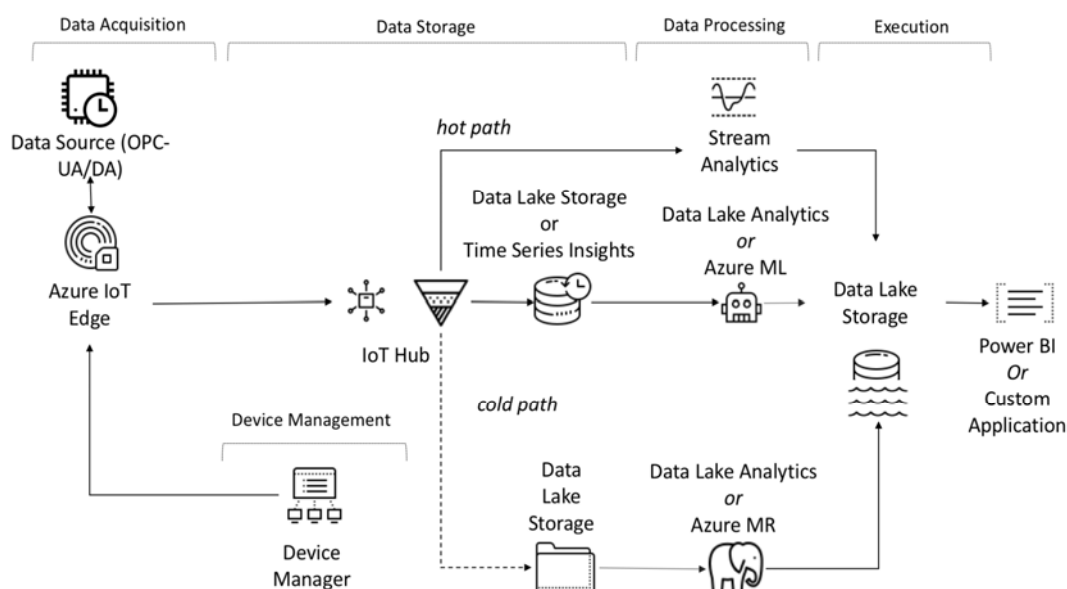 Data Acquisition
Data Storage
Data Processing
Execution
Data Source (OPC-
UA/DA)
Azure IoT
Edge
hot path
Stream
Analytics
Data Lake Storage
or
Time Series Insights
Data Lake Analytics
or
Azure ML
IoT Hub
Data Lake
Storage
Power BI
Or
Custom
Application
cold path
Device Management
Device
Manager
Data
Lake
Storage
Data Lake Analytics
or
Azure MR